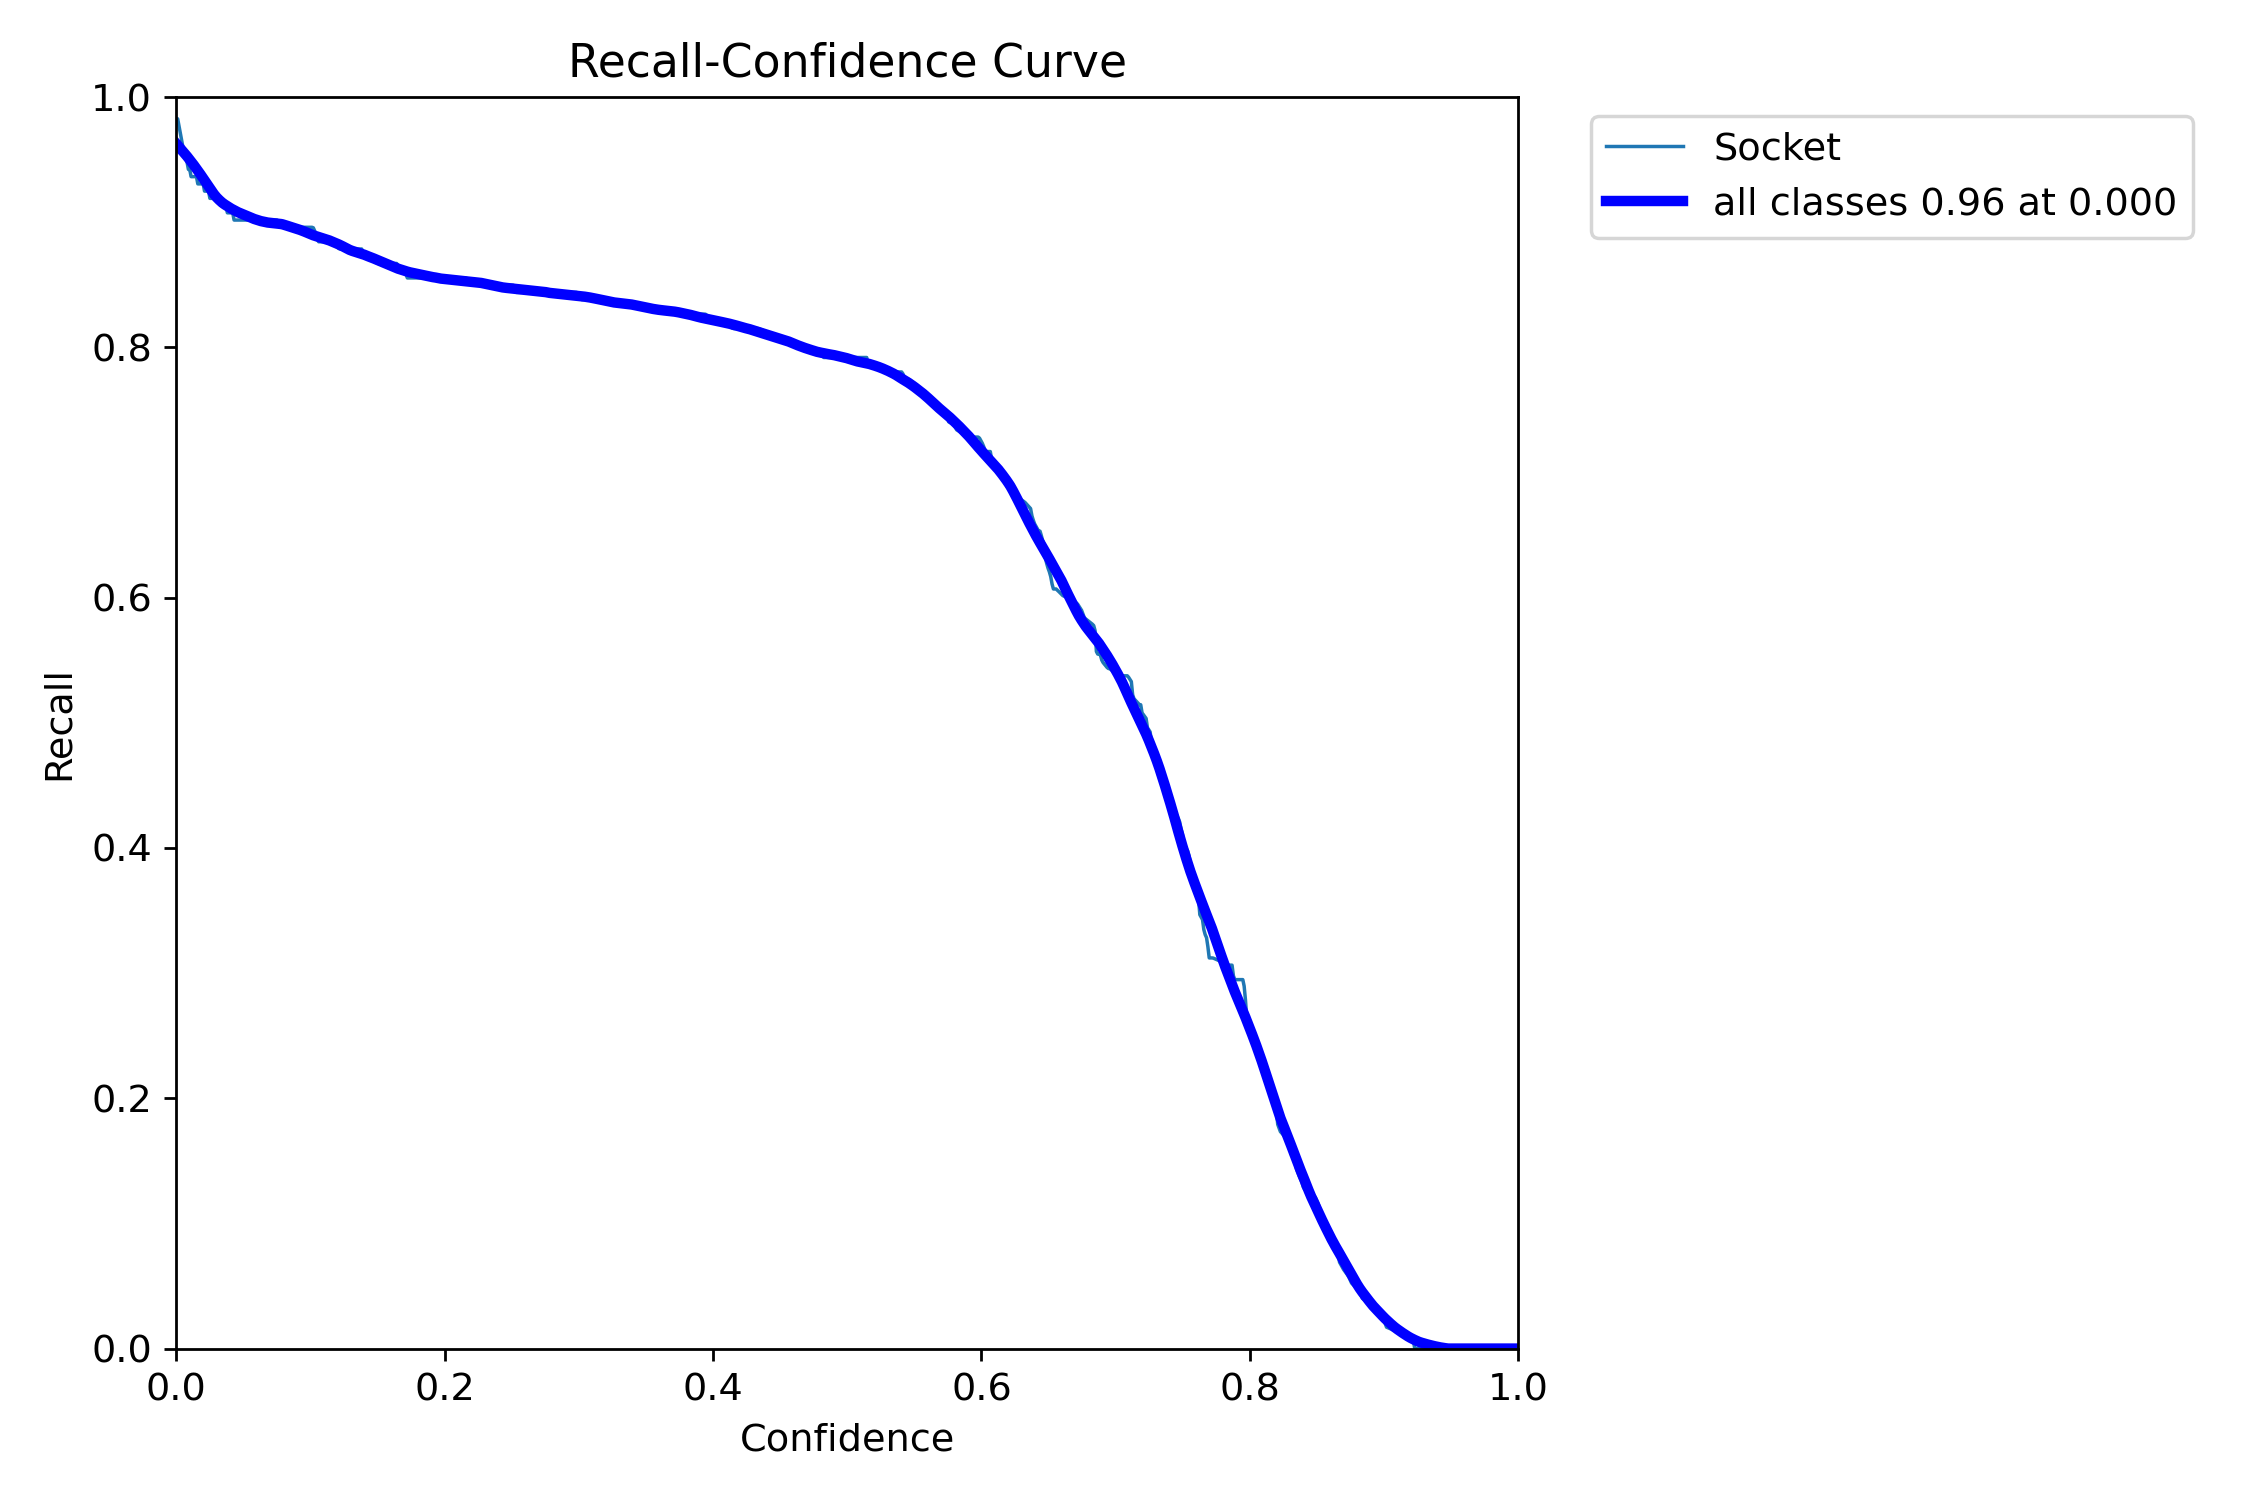 Recall-Confidence Curve
1.0
0.8
0.6
0.4
0.2
0.0
Recall
0.0 0.2 0.4 0.6 0.8 1.0
Confidence
Socket
all classes 0.96 at 0.000